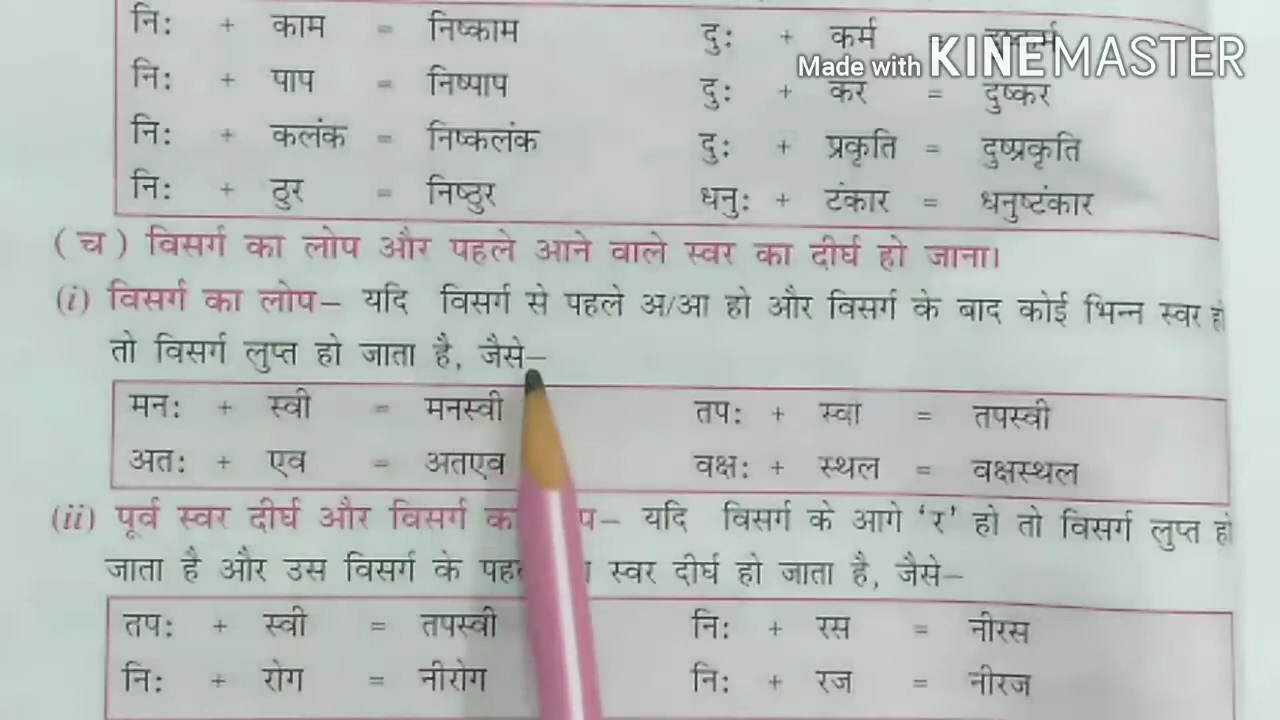 नि: + काम = निष्काम दु: + कर्म
Made with KINEMASTER
नि: + पाप = निष्पाप दु: + कर = दुष्कर
नि: + कलंक = निष्कलंक दु: + प्रकृति = दुष्प्रकृति
नि: + ठुर = निष्ठुर धनु: + टंकार = धनुष्टंकार
( च ) विसर्ग का लोप और पहले आने वाले स्वर का दीर्घ हो जाना।
(i) विसर्ग का लोप– यदि विसर्ग से पहले अ/आ हो और विसर्ग के बाद कोई भिन्न स्वर हो
तो विसर्ग लुप्त हो जाता है, जैसे–
मन: + स्वी = मनस्वी तप: + स्वी = तपस्वी
अत: + एव = अतएव वक्ष: + स्थल = वक्षस्थल
(ii) पूर्व स्वर दीर्घ और विसर्ग का – यदि विसर्ग के आगे ‘र’ हो तो विसर्ग लुप्त हो
जाता है और उस विसर्ग के स्वर दीर्घ हो जाता है, जैसे–
तप: + स्वी = तपस्वी नि: + रस = नीरस
नि: + रोग = नीरोग नि: + रज = नीरज